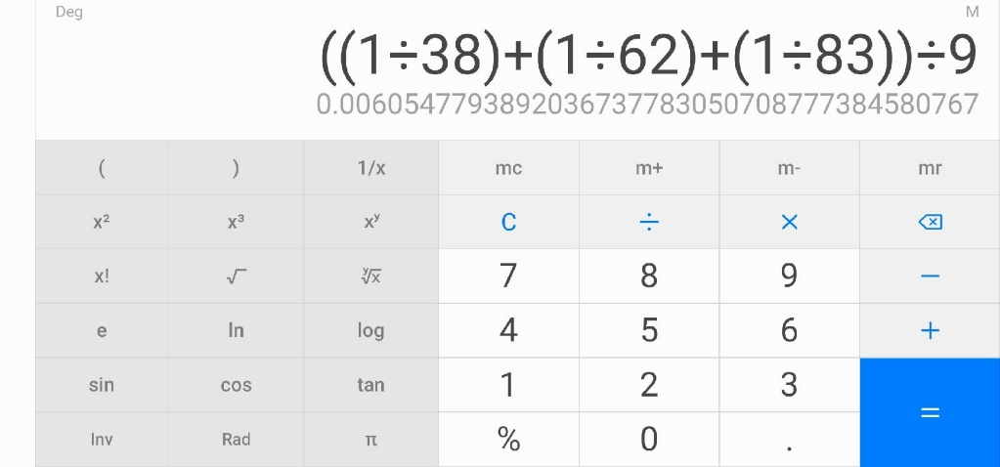 Deg M
((1÷38)+(1÷62)+(1÷83))÷9
0.006054779389203673778305070877384580767
( ) 1/x mc m+ m- mr
x² x³ xʸ C ÷ ×
x! √ ʸ√x 7 8 9 −
e ln log 4 5 6 +
sin cos tan 1 2 3 =
Inv Rad π % 0 .